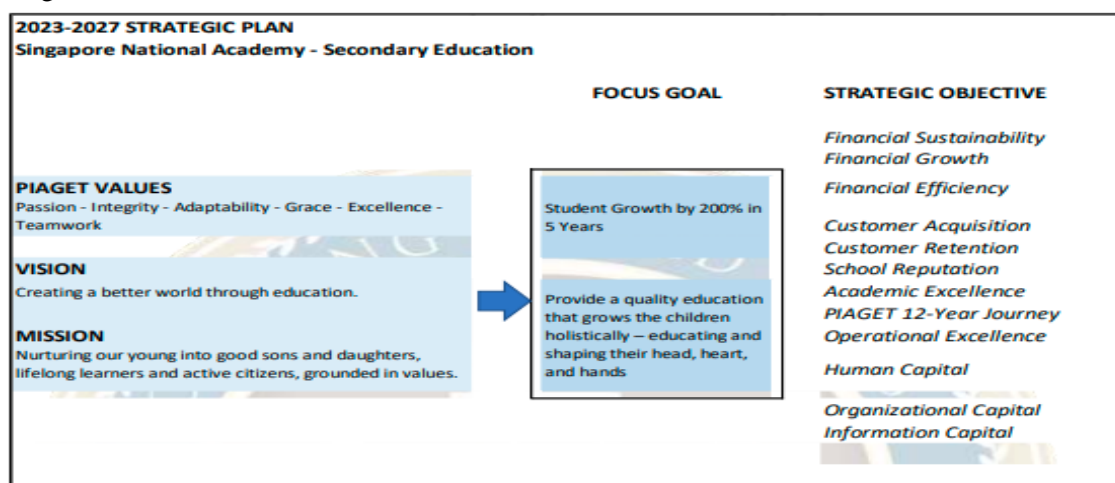 2023-2027 STRATEGIC PLAN
Singapore National Academy - Secondary Education
FOCUS GOAL
STRATEGIC OBJECTIVE
PIAGET VALUES
Passion - Integrity - Adaptability - Grace - Excellence -
Teamwork
VISION
Creating a better world through education.
MISSION
Nurturing our young into good sons and daughters,
lifelong learners and active citizens, grounded in values.
Student Growth by 200% in
5 Years
Provide a quality education
that grows the children
holistically – educating and
shaping their head, heart,
and hands
Financial Sustainability
Financial Growth
Financial Efficiency
Customer Acquisition
Customer Retention
School Reputation
Academic Excellence
PIAGET 12-Year Journey
Operational Excellence
Human Capital
Organizational Capital
Information Capital